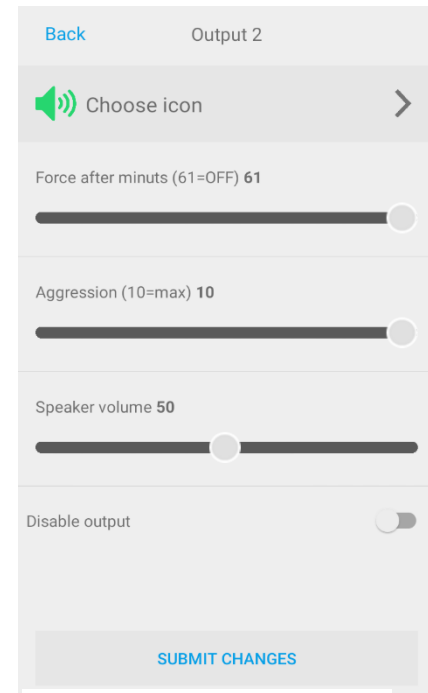 Back Output 2
Choose icon
Force after minuts (61=OFF) 61
Aggression (10=max) 10
Speaker volume 50
Disable output
SUBMIT CHANGES